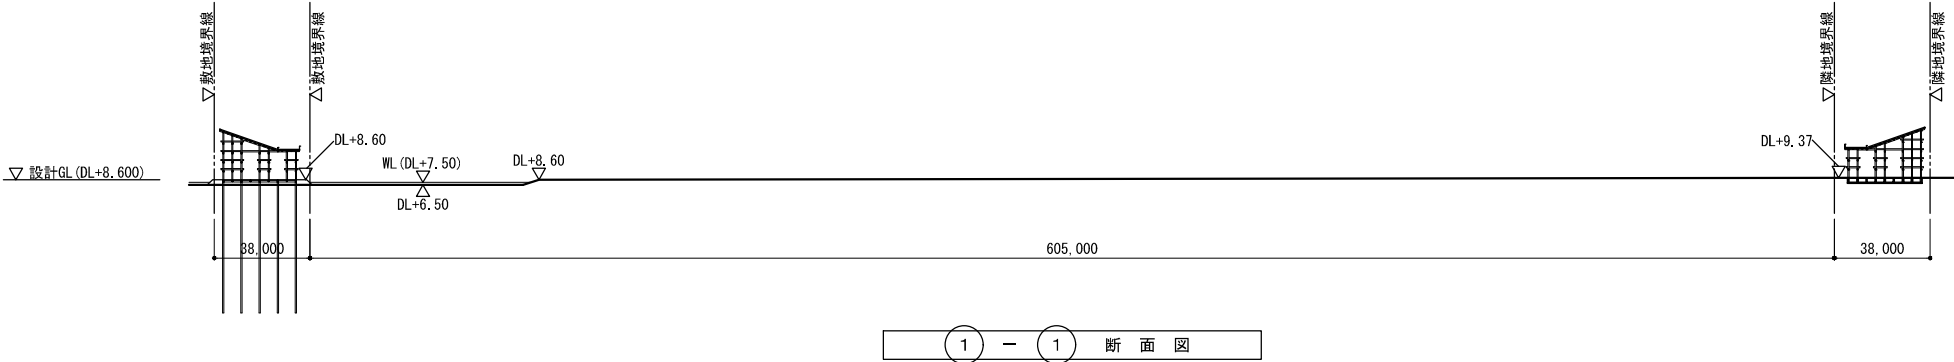 敷地境界線
敷地境界線
隣地境界線
隣地境界線
DL+8.60
WL(DL+7.50)
DL+8.60
DL+9.37
設計GL(DL+8.600)
DL+6.50
38,000
605,000
38,000
1 － 1 断面図